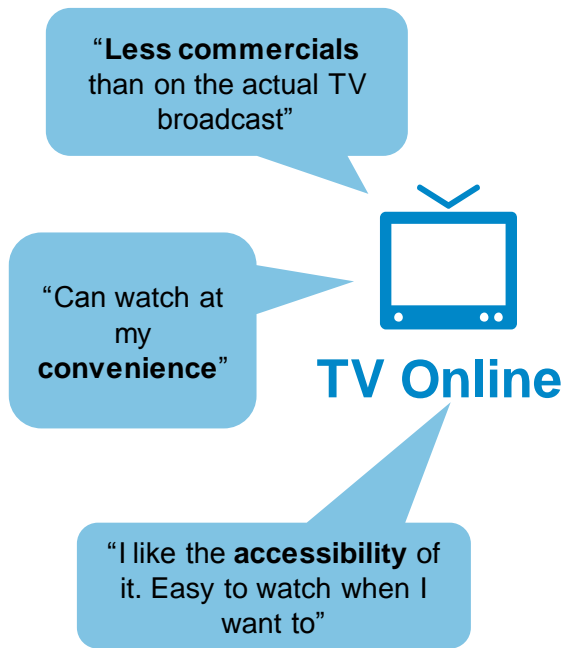 “Less commercials
than on the actual TV
broadcast”
“Can watch at
my
convenience”
TV Online
“I like the accessibility of
it. Easy to watch when I
want to”